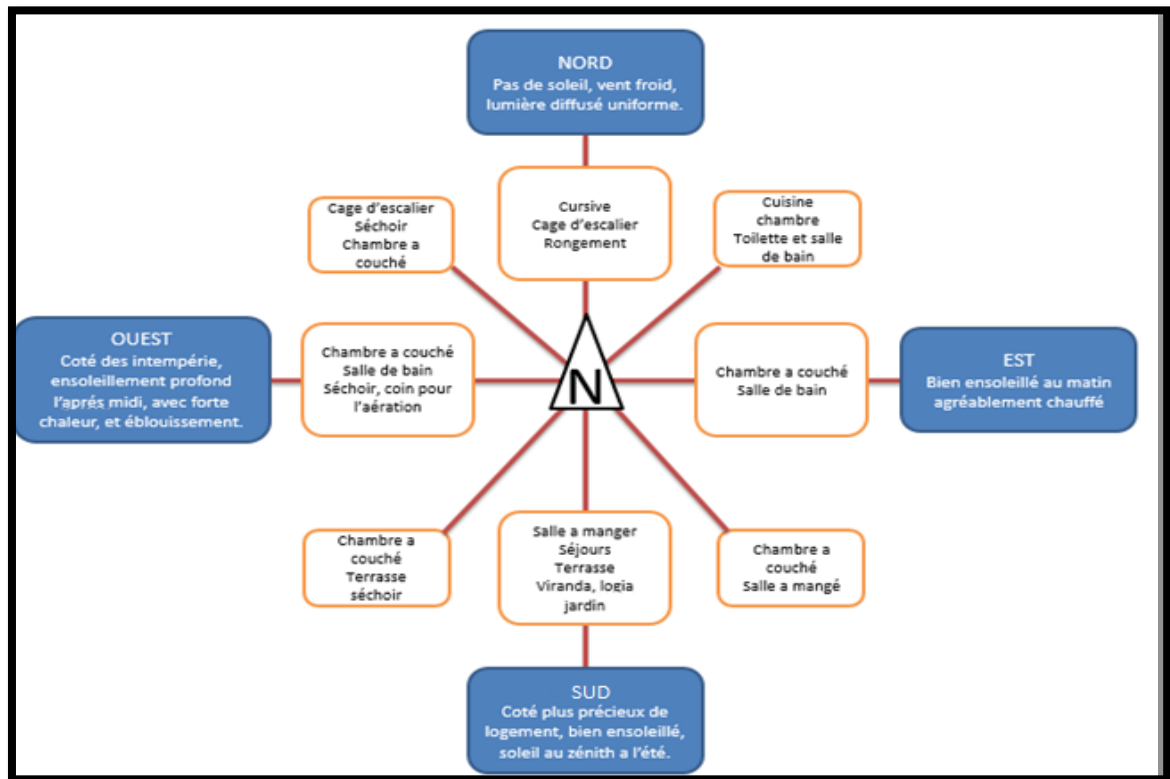 NORD
Pas de soleil, vent froid,
lumière diffusé uniforme.
Cage d'escalier
Séchoir
Chambre a
couché
Cursive
Cage d'escalier
Rongement
Cuisine
chambre
Toilette et salle
de bain
OUEST
Coté des intempérie,
ensoleillement profond
l'aprés midi, avec forte
chaleur, et éblouissement.
Chambre a couché
Salle de bain
Séchoir, coin pour
l'aération
N
Chambre a couché
Salle de bain
EST
Bien ensoleillé au matin
agréablement chauffé
Chambre a
couché
Terrasse
séchoir
Salle a manger
Séjours
Terrasse
Viranda, logia
jardin
Chambre a
couché
Salle a mangé
SUD
Coté plus précieux de
logement, bien ensoleillé,
soleil au zénith a l'été.